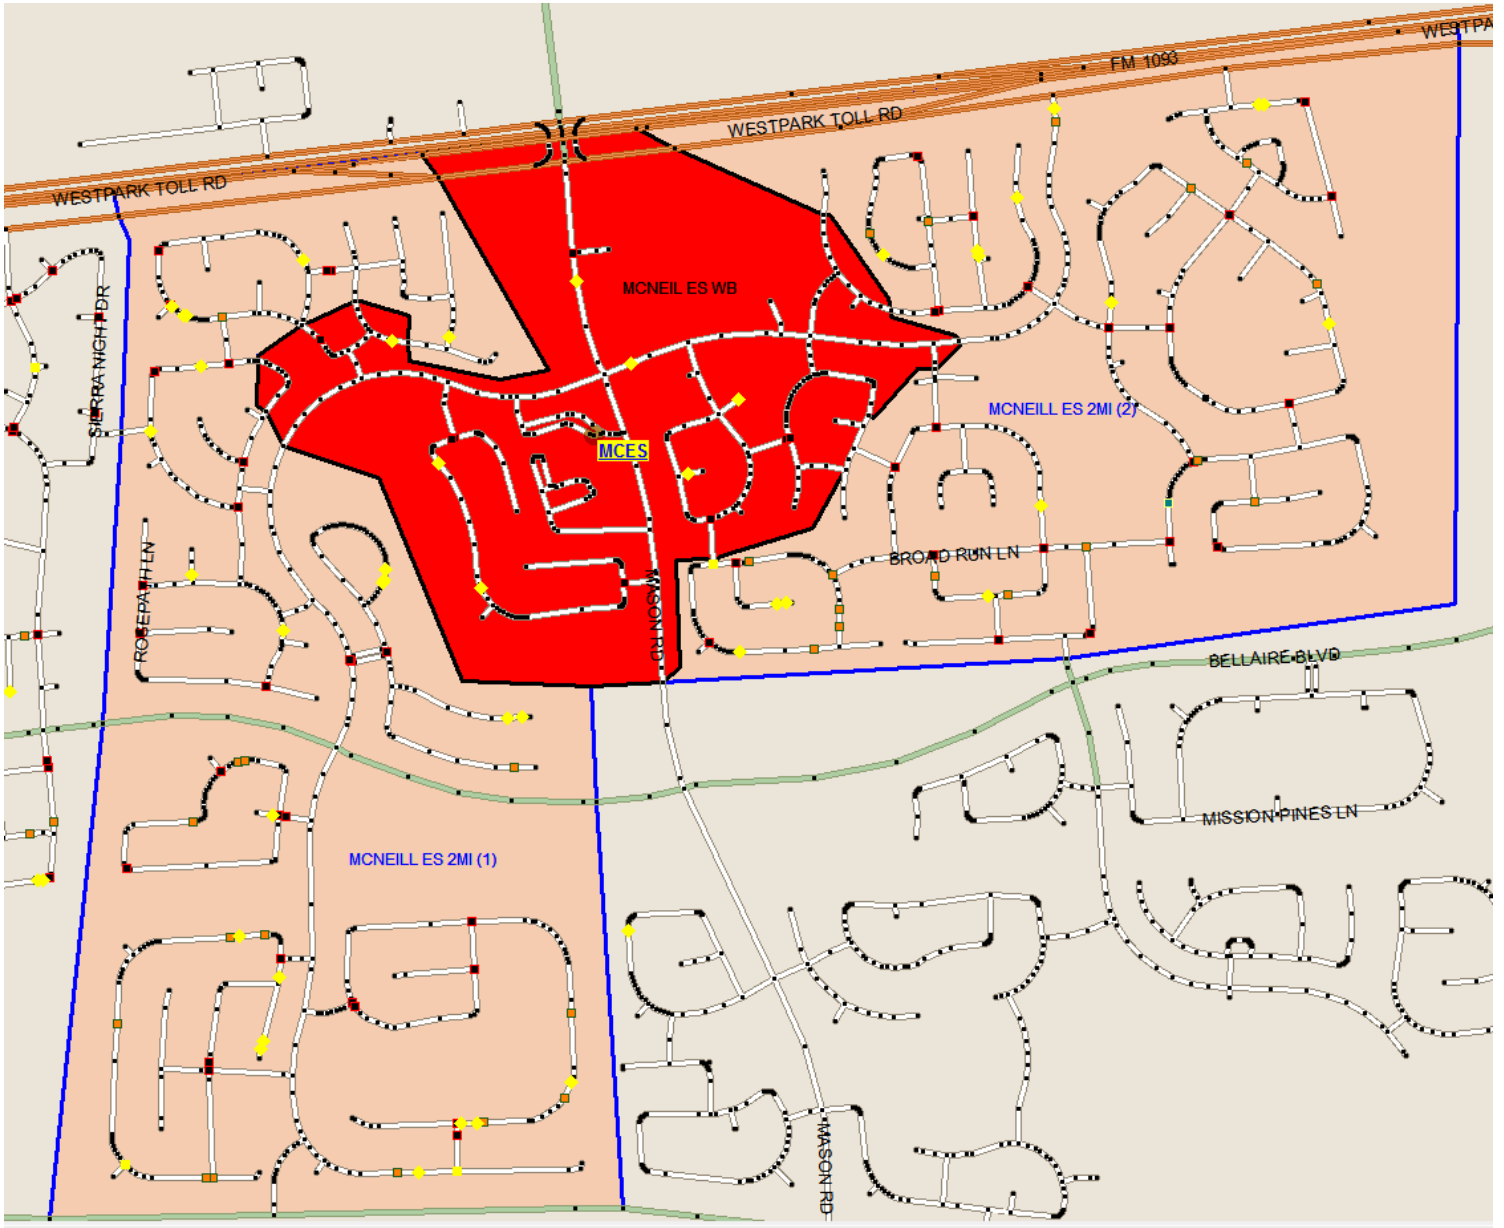 WESTPA
FM 1093
WESTPARK TOLL RD
WESTPARK TOLL RD
MCNEIL ES WB
SIERRA NIGHT DR
MCNEILL ES 2MI (2)
MCES
BROAD RUN LN
ROSEPATH LN
MASON RD
BELLAIRE BLVD
MISSION PINES LN
MCNEILL ES 2MI (1)
MASON RD